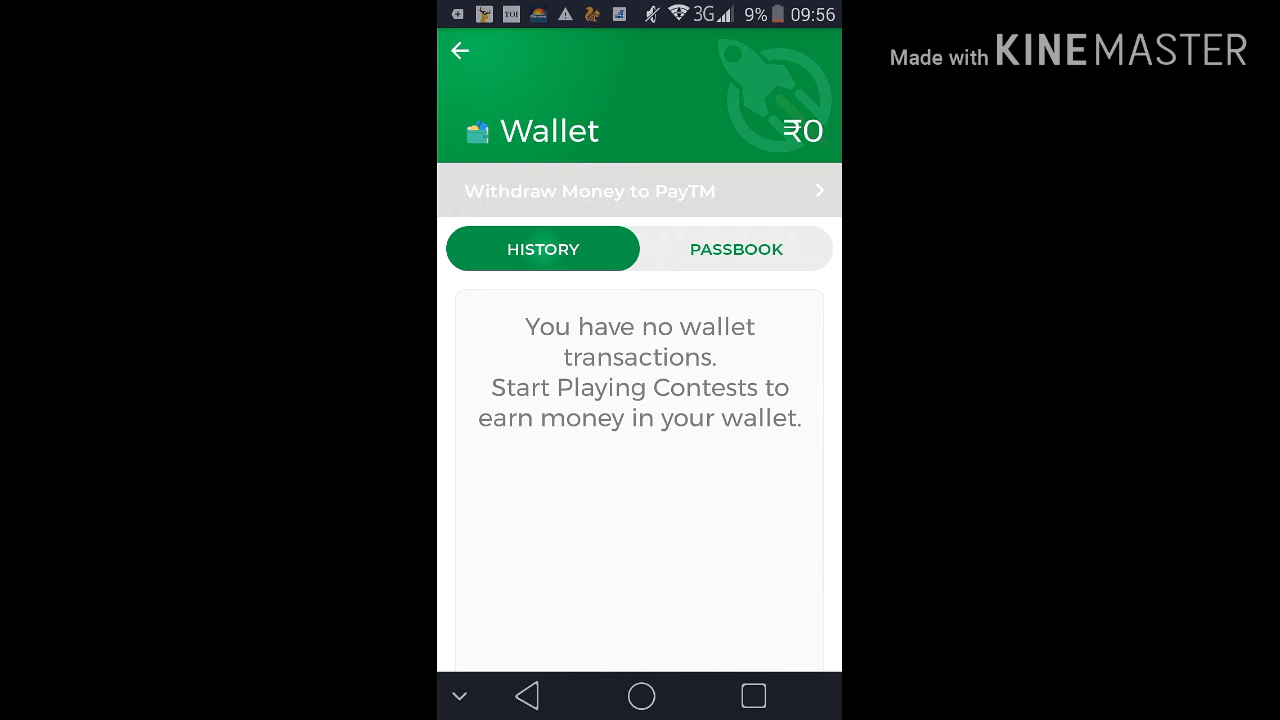 TOI
3G
9%
09:56
Made with KINEMASTER
Wallet
₹0
Withdraw Money to PayTM
HISTORY
PASSBOOK
You have no wallet
transactions.
Start Playing Contests to
earn money in your wallet.